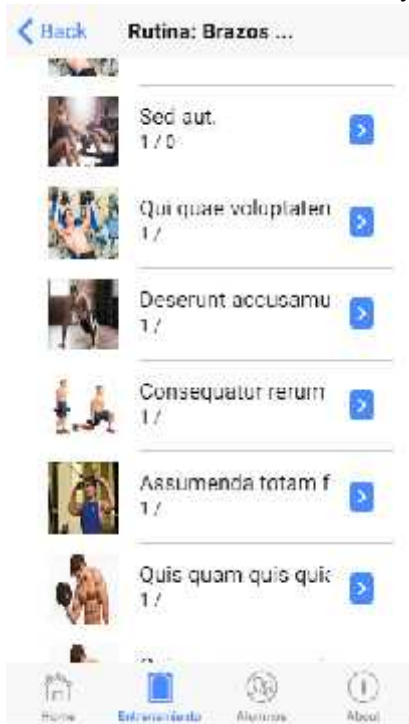 Back
Rutina: Brazos ...
Sed aut.
1 / 0
Qui quae voluptaten
1 /
Deserunt accusamu
1 /
Consequatur rerum
1 /
Assumenda totam f
1 /
Quis quam quis quia
1 /
Home
Entrenamiento
Alumnos
About